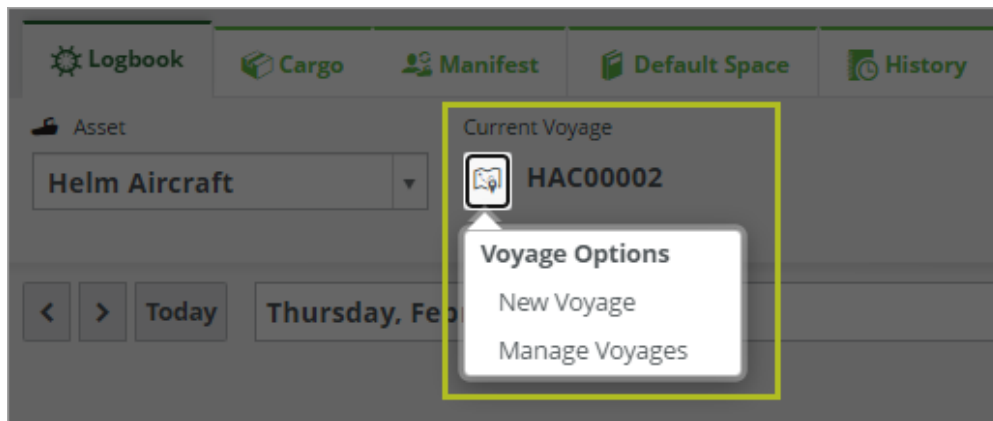 Logbook Cargo Manifest Default Space History
Asset Current Voyage
Helm Aircraft HAC00002
Voyage Options
New Voyage
Manage Voyages
Today Thursday, Feb